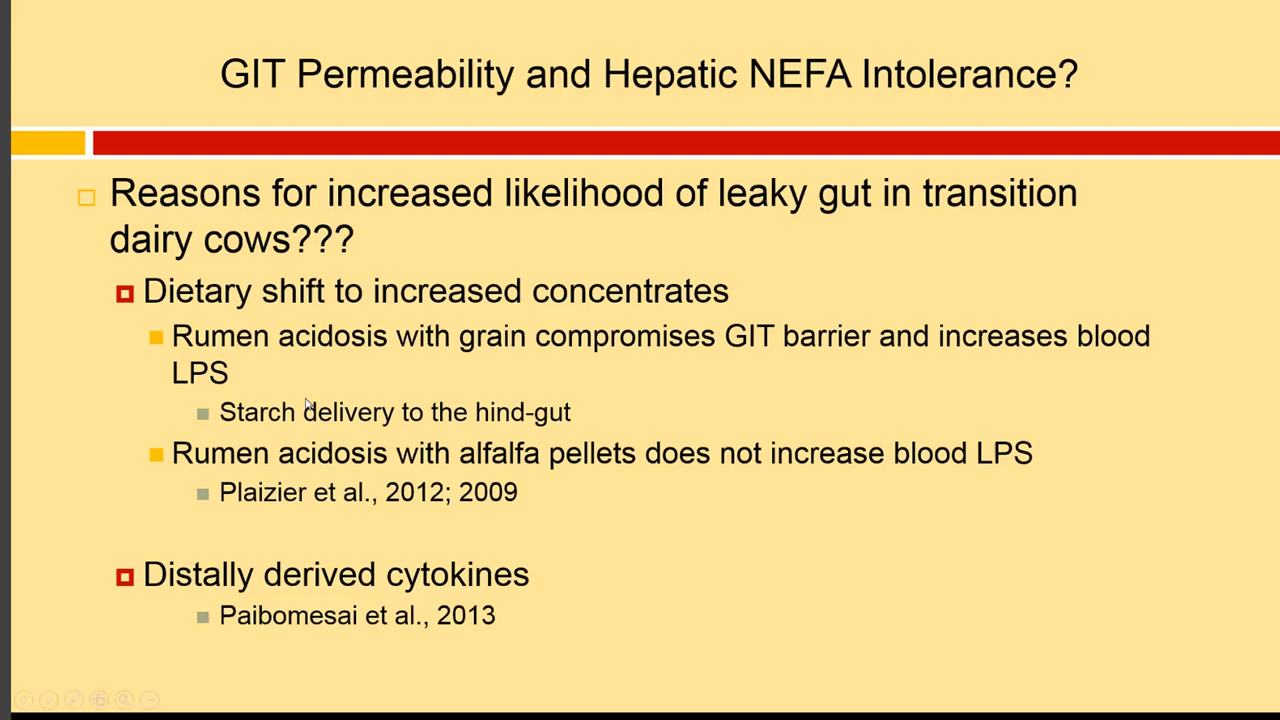 GIT Permeability and Hepatic NEFA Intolerance?
Reasons for increased likelihood of leaky gut in transition
dairy cows???
Dietary shift to increased concentrates
Rumen acidosis with grain compromises GIT barrier and increases blood
LPS
Starch delivery to the hind-gut
Rumen acidosis with alfalfa pellets does not increase blood LPS
Plaizier et al., 2012; 2009
Distally derived cytokines
Paibomesai et al., 2013